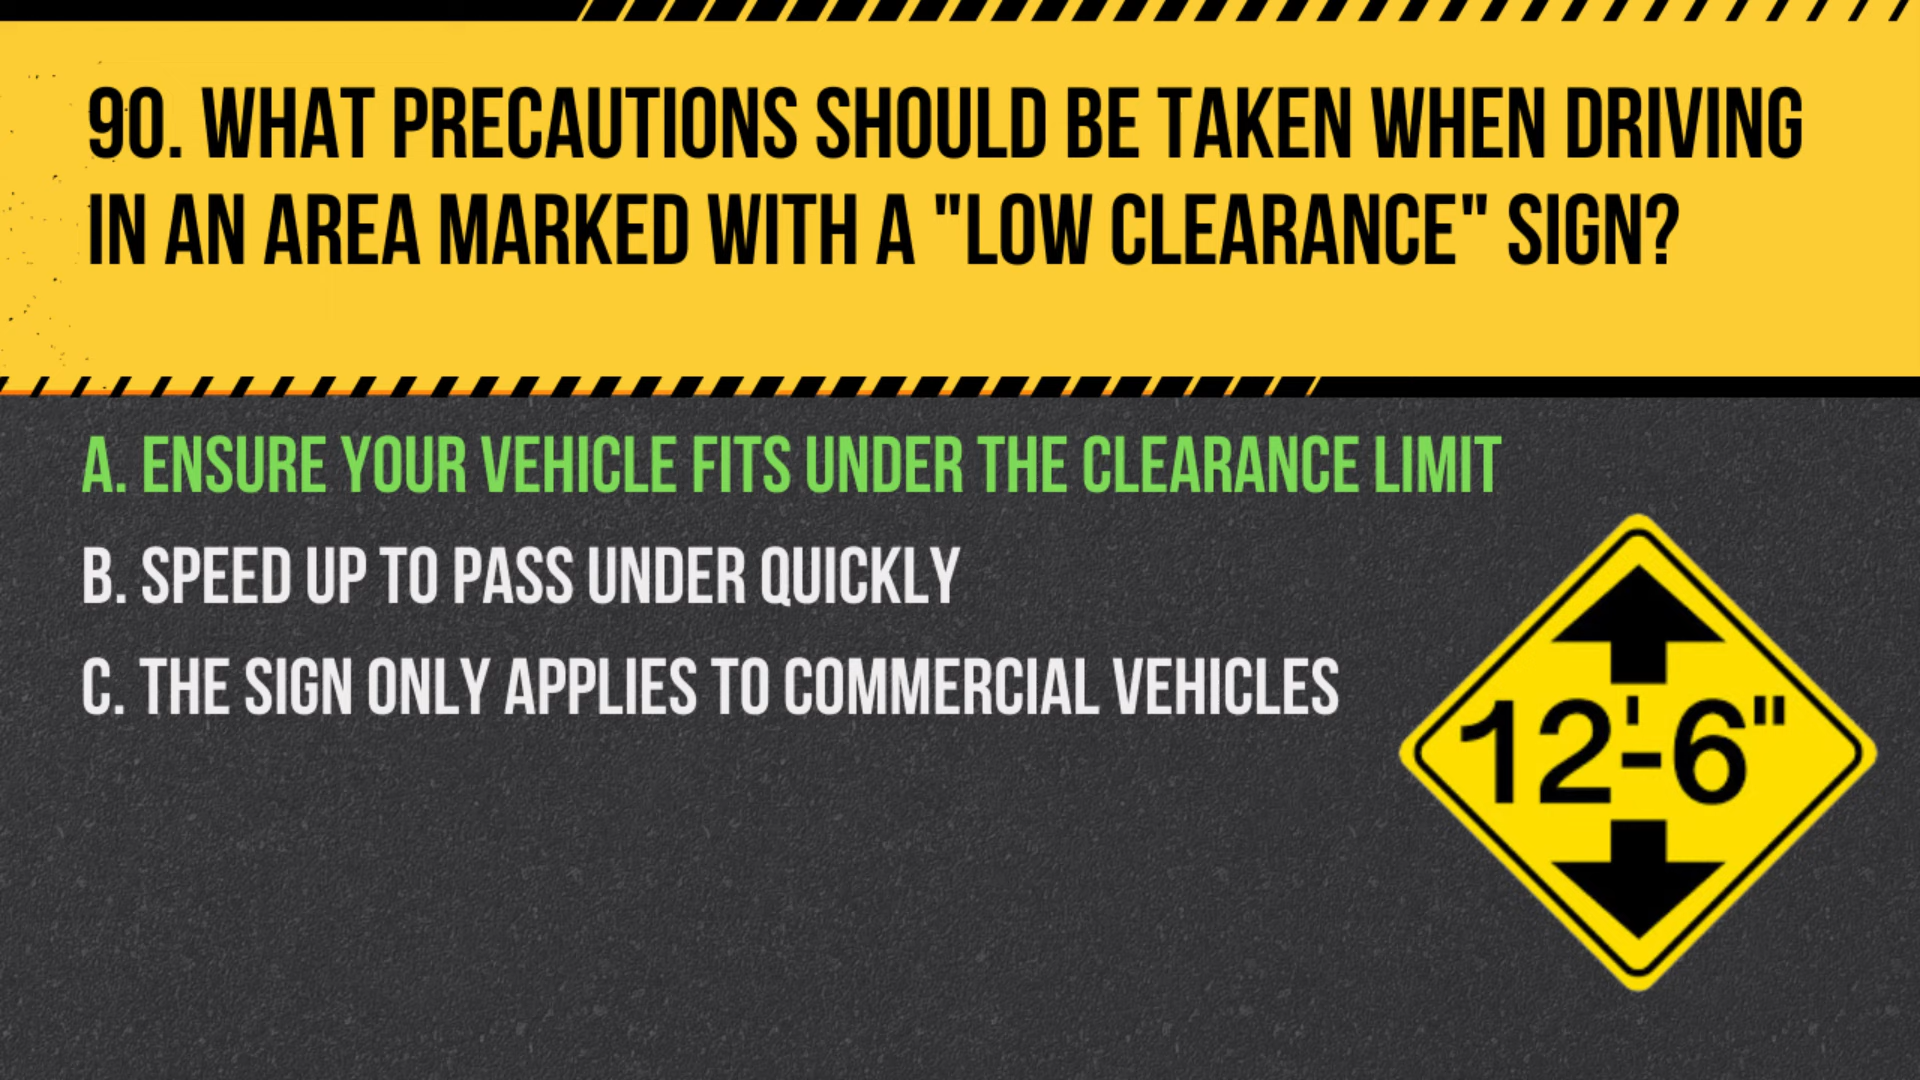 90. WHAT PRECAUTIONS SHOULD BE TAKEN WHEN DRIVING
IN AN AREA MARKED WITH A "LOW CLEARANCE" SIGN?
A. ENSURE YOUR VEHICLE FITS UNDER THE CLEARANCE LIMIT
B. SPEED UP TO PASS UNDER QUICKLY
C. THE SIGN ONLY APPLIES TO COMMERCIAL VEHICLES
12'-6"